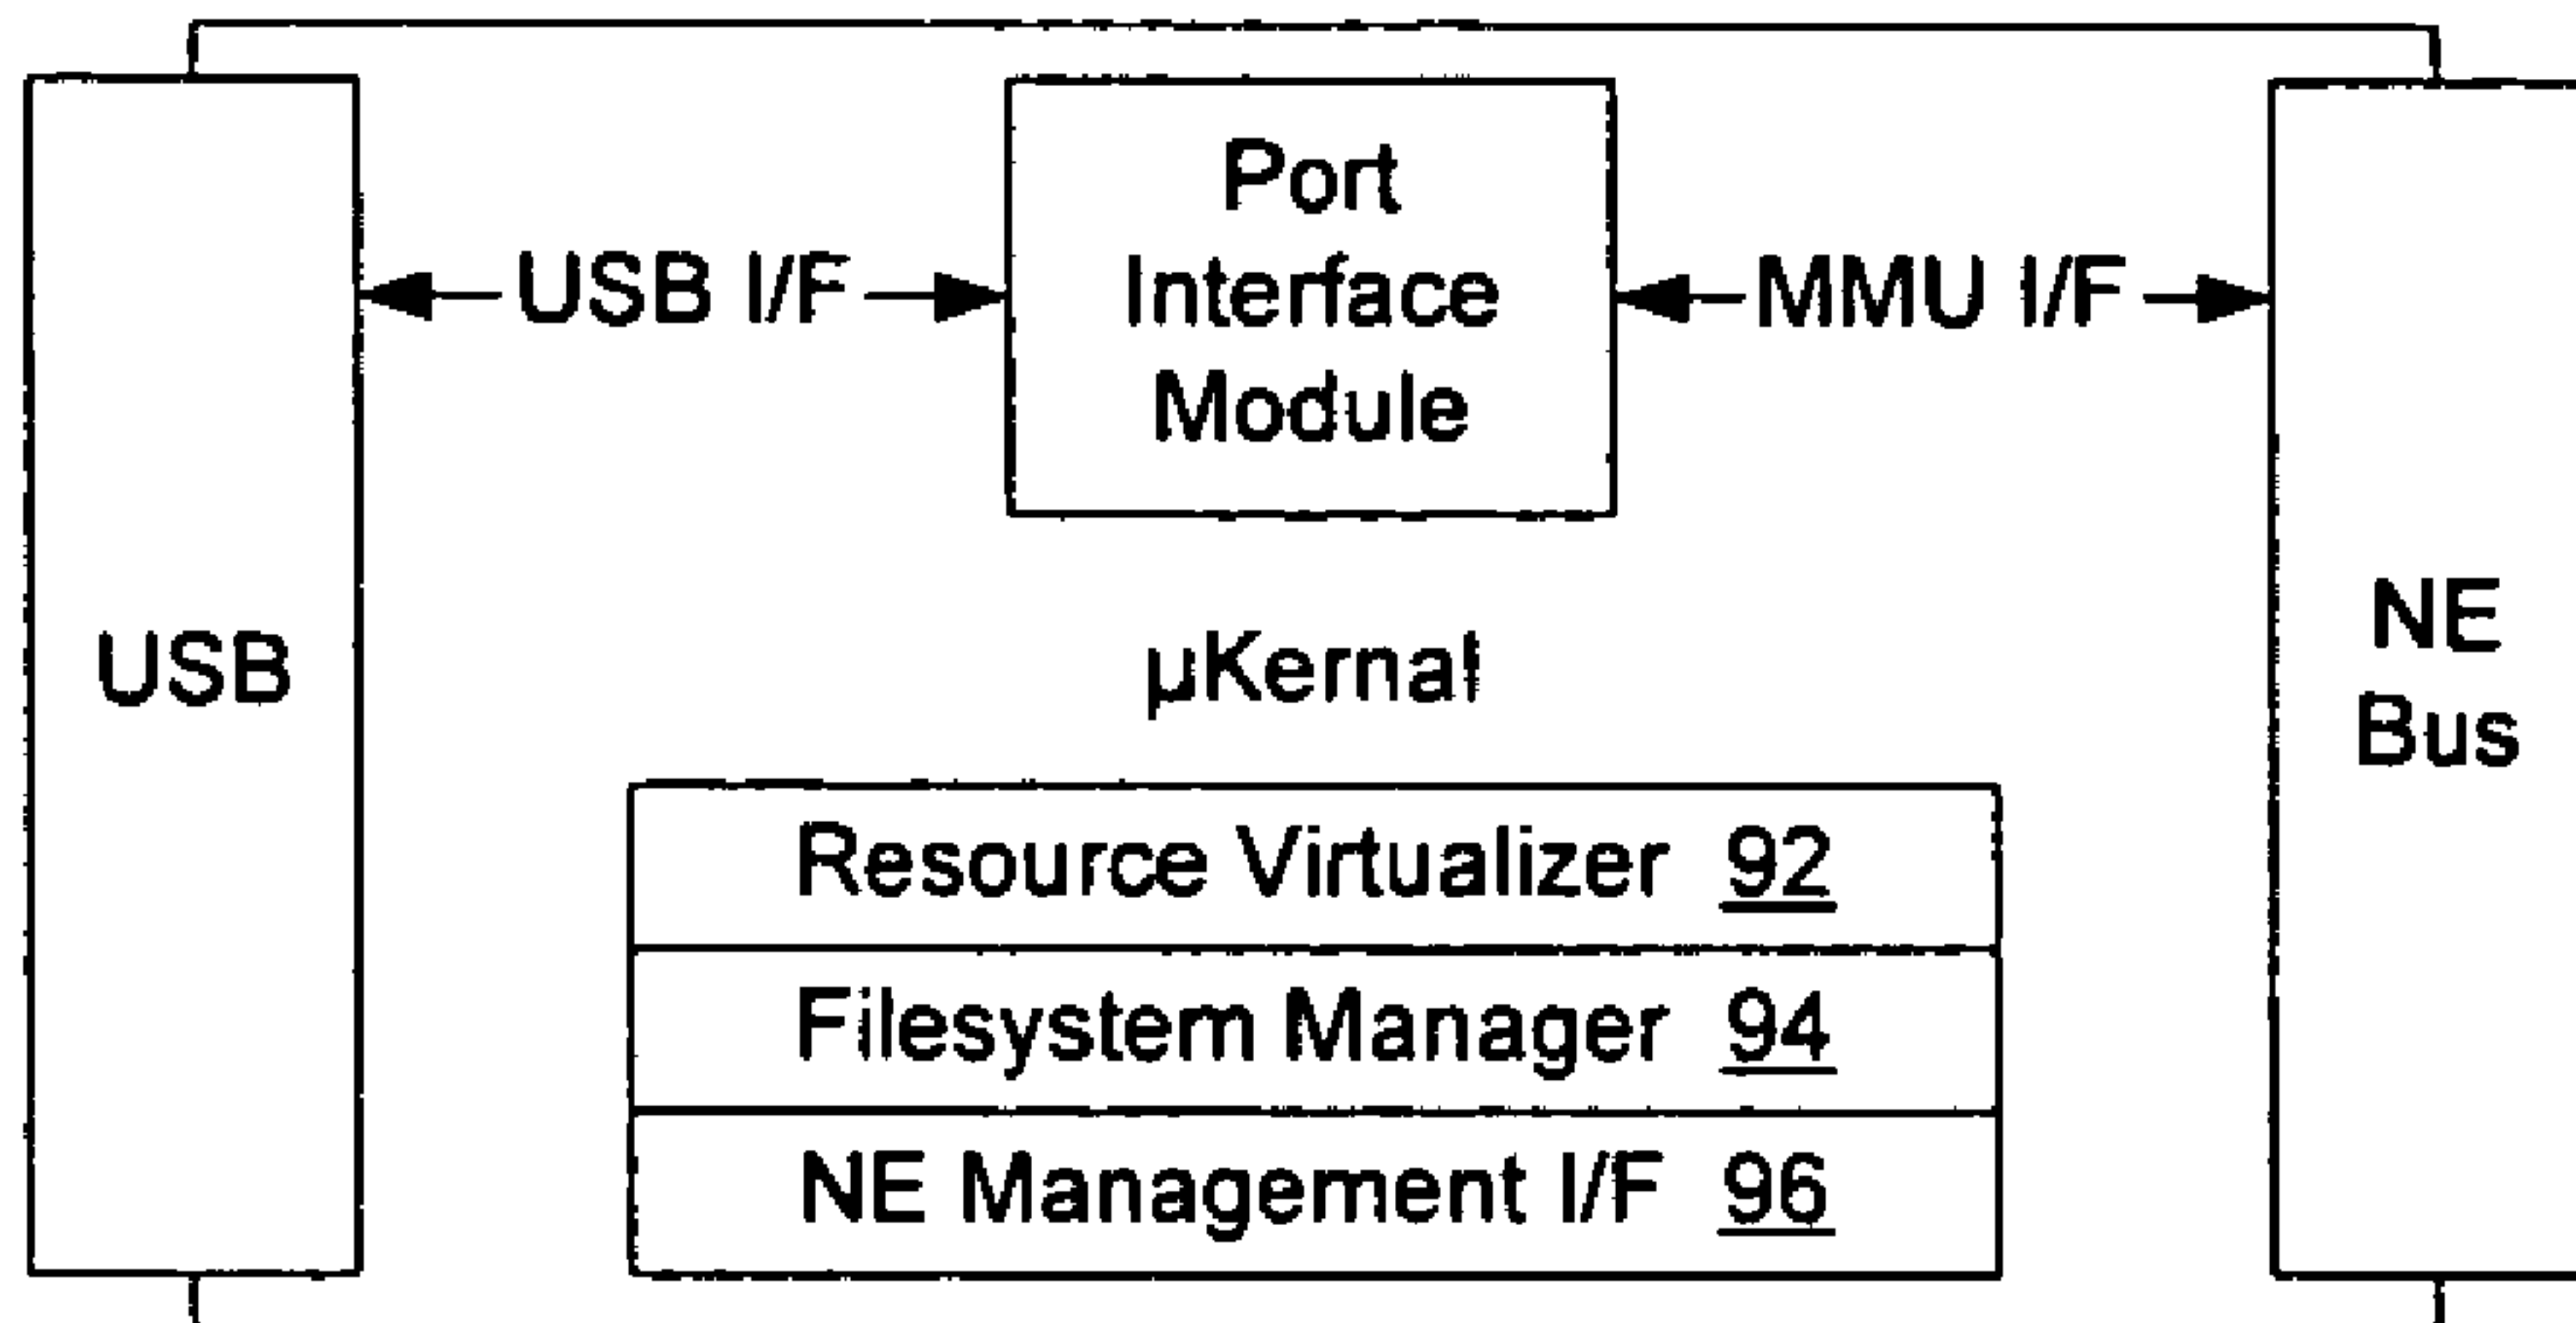 Port
Interface
Module
USB I/F
MMU I/F
USB
µKernal
NE
Bus
Resource Virtualizer 92
Filesystem Manager 94
NE Management I/F 96